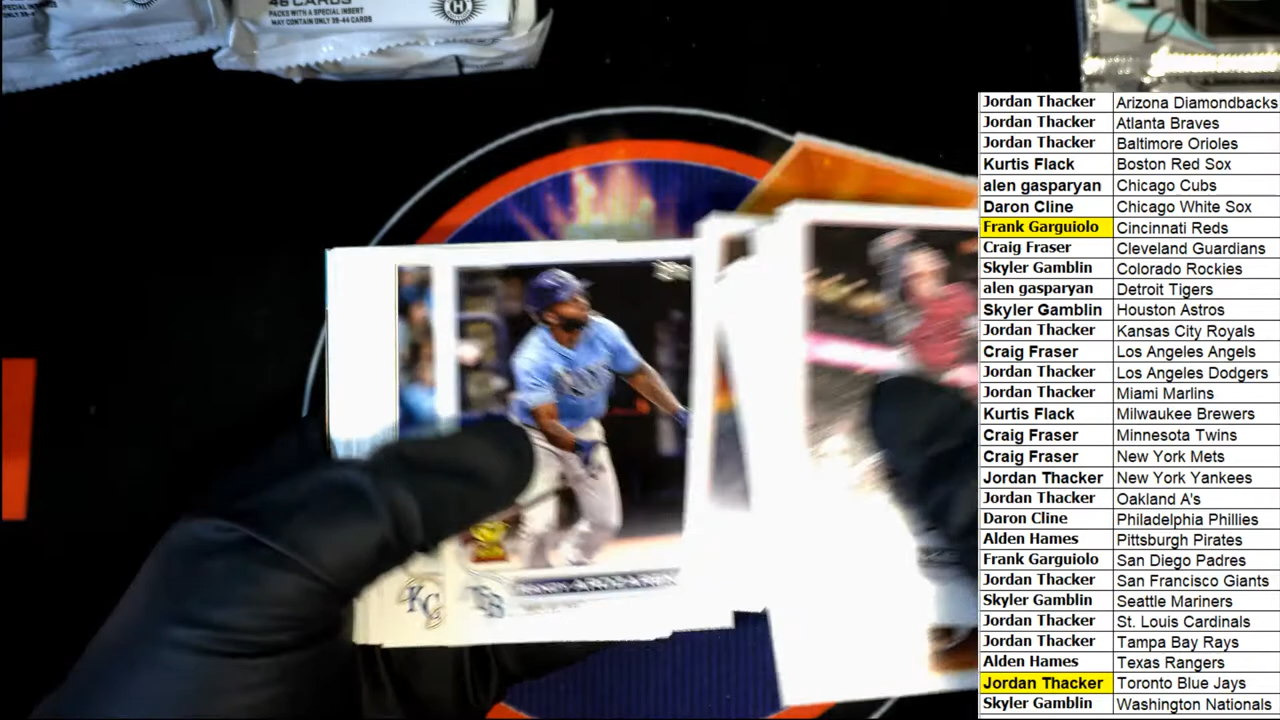 46 CARDS
PACKS WITH A SPECIAL INSERT
MAY CONTAIN ONLY 39-44 CARDS
H
Jordan Thacker Arizona Diamondbacks
Jordan Thacker Atlanta Braves
Jordan Thacker Baltimore Orioles
Kurtis Flack Boston Red Sox
alen gasparyan Chicago Cubs
Daron Cline Chicago White Sox
Frank Garguiolo Cincinnati Reds
Craig Fraser Cleveland Guardians
Skyler Gamblin Colorado Rockies
alen gasparyan Detroit Tigers
Skyler Gamblin Houston Astros
Jordan Thacker Kansas City Royals
Craig Fraser Los Angeles Angels
Jordan Thacker Los Angeles Dodgers
Jordan Thacker Miami Marlins
Kurtis Flack Milwaukee Brewers
Craig Fraser Minnesota Twins
Craig Fraser New York Mets
Jordan Thacker New York Yankees
Jordan Thacker Oakland A's
Daron Cline Philadelphia Phillies
Alden Hames Pittsburgh Pirates
Frank Garguiolo San Diego Padres
Jordan Thacker San Francisco Giants
Skyler Gamblin Seattle Mariners
Jordan Thacker St. Louis Cardinals
Jordan Thacker Tampa Bay Rays
Alden Hames Texas Rangers
Jordan Thacker Toronto Blue Jays
Skyler Gamblin Washington Nationals
KC
TB